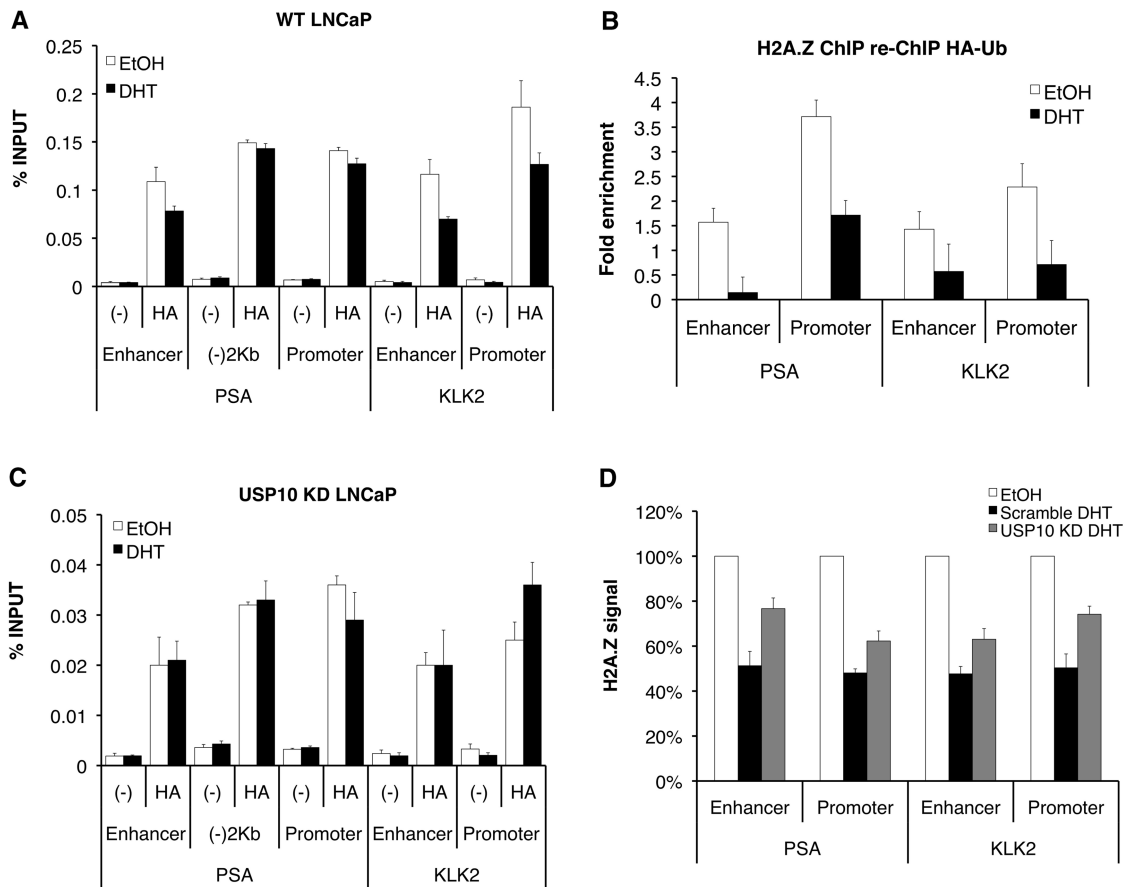 A
WT LNCaP
% INPUT
0.25
0.2
0.15
0.1
0.05
0
EtOH
DHT
(-) HA (-) HA (-) HA (-) HA (-) HA
Enhancer (-)2Kb Promoter Enhancer Promoter
PSA KLK2
B
H2A.Z ChIP re-ChIP HA-Ub
Fold enrichment
4.5
4
3.5
3
2.5
2
1.5
1
0.5
0
EtOH
DHT
Enhancer Promoter Enhancer Promoter
PSA KLK2
C
USP10 KD LNCaP
% INPUT
0.05
0.04
0.03
0.02
0.01
0
EtOH
DHT
(-) HA (-) HA (-) HA (-) HA (-) HA
Enhancer (-)2Kb Promoter Enhancer Promoter
PSA KLK2
D
H2A.Z signal
120%
100%
80%
60%
40%
20%
0%
EtOH
Scramble DHT
USP10 KD DHT
Enhancer Promoter Enhancer Promoter
PSA KLK2